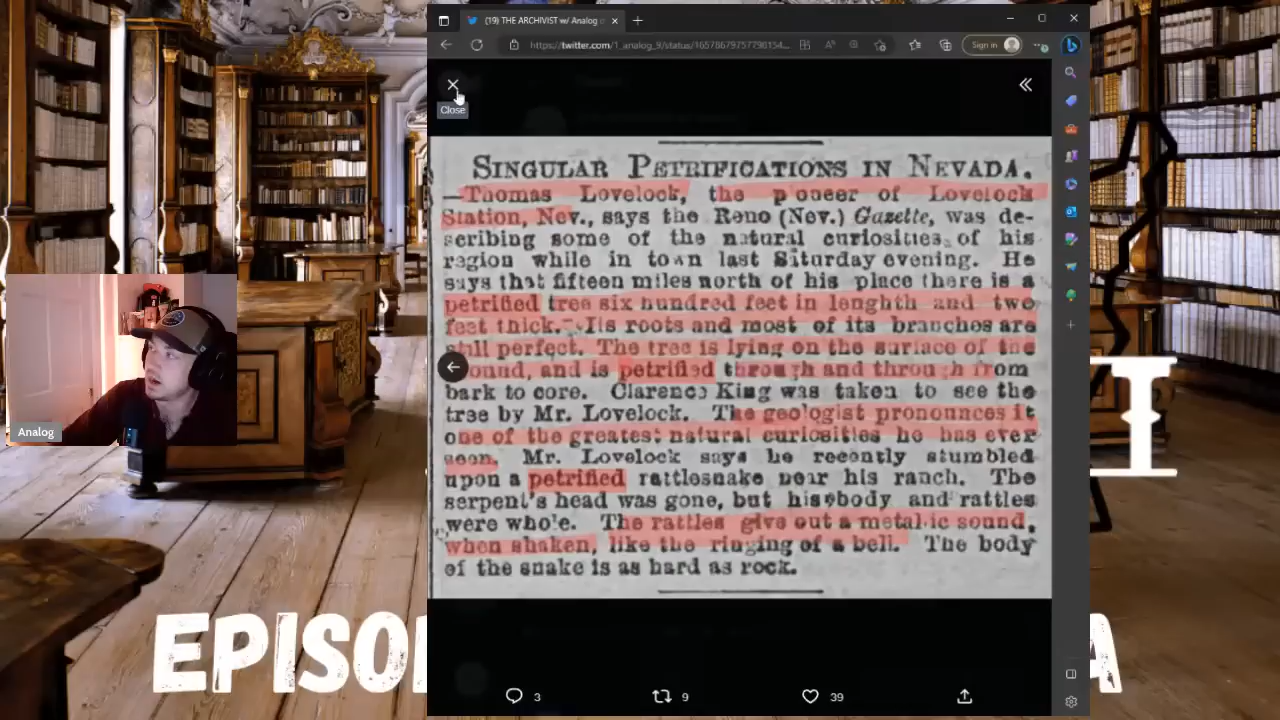 (19) THE ARCHIVIST w/ Analog
https://twitter.com/1_analog_9/status/1657867975779815​4...
Sign in
Close
SINGULAR PETRIFICATIONS IN NEVADA.
—Thomas Lovelock, the pioneer of Lovelock
Station, Nev., says the Reno (Nev.) Gazette, was de-
scribing some of the natural curiosities of his
region while in town last Saturday evening. He
says that fifteen miles north of his place there is a
petrified tree six hundred feet in lenghth and two
feet thick. Its roots and most of its branches are
still perfect. The tree is lying on the surface of the
ound, and is petrified through and through from
bark to core. Clarence King was taken to see the
tree by Mr. Lovelock. The geologist pronounces it
one of the greatest natural curiosities he has ever
seen. Mr. Lovelock says he recently stumbled
upon a petrified rattlesnake near his ranch. The
serpent's head was gone, but his body and rattles
were whole. The rattles give out a metallic sound,
when shaken, like the ringing of a bell. The body
of the snake is as hard as rock.
Analog
3
9
39
EPISO
I
A